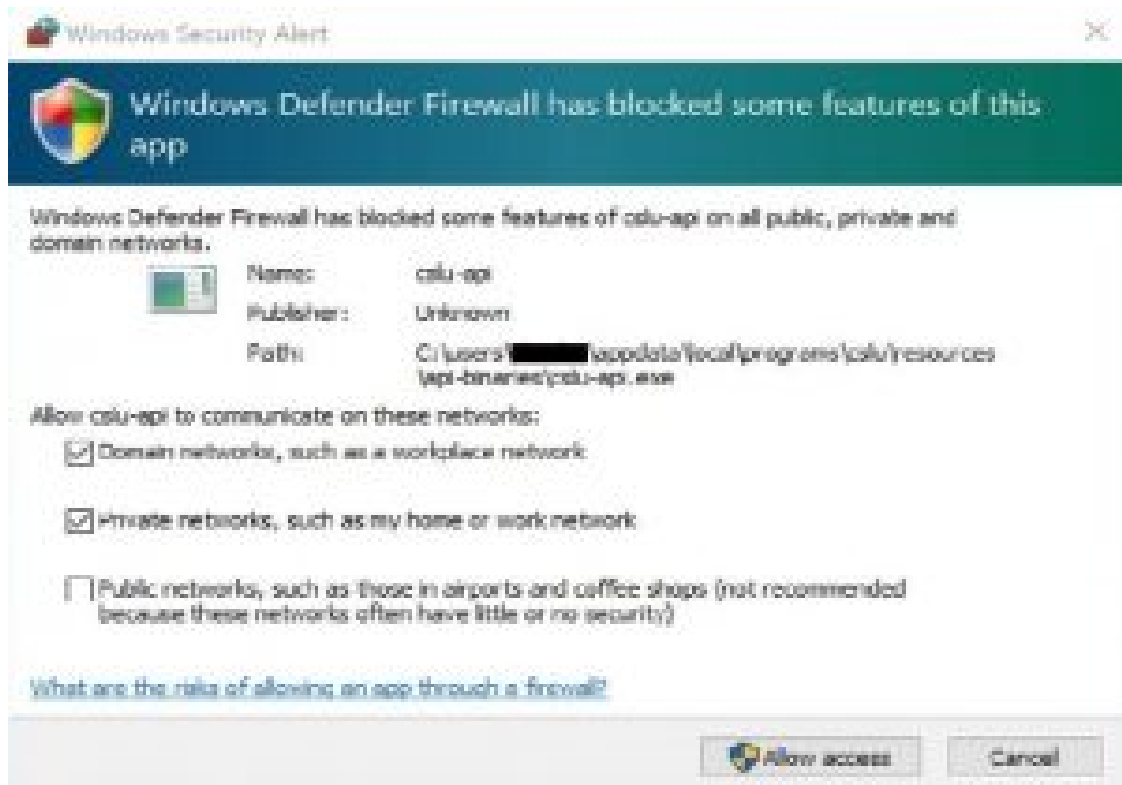 Windows Security Alert
Windows Defender Firewall has blocked some features of this
app
Windows Defender Firewall has blocked some features of cslu-api on all public, private and
domain networks.
Name: cslu-api
Publisher: Unknown
Path: C:\users\ \appdata\local\programs\cslu\resources
\api-binaries\cslu-api.exe
Allow cslu-api to communicate on these networks:
Domain networks, such as a workplace network
Private networks, such as my home or work network
Public networks, such as those in airports and coffee shops (not recommended
because these networks often have little or no security)
What are the risks of allowing an app through a firewall?
Allow access Cancel